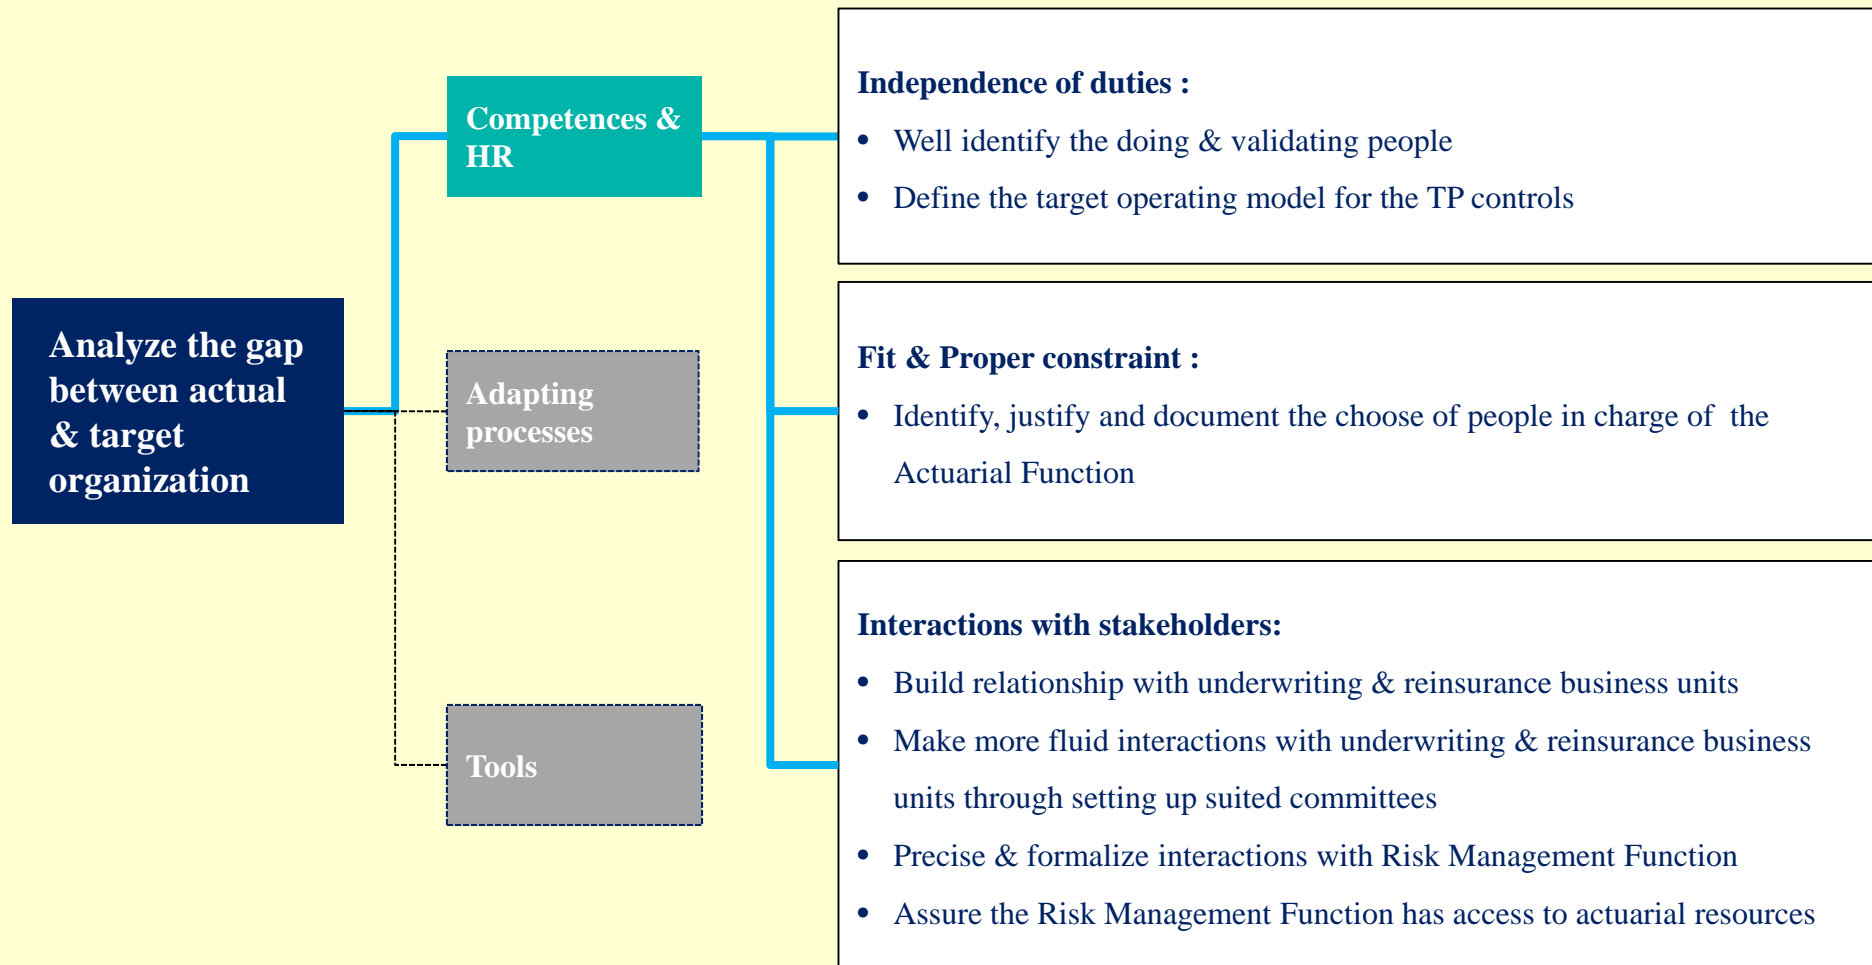 Analyze the gap
between actual
& target
organization
Competences &
HR
Adapting
processes
Tools
Independence of duties :
• Well identify the doing & validating people
• Define the target operating model for the TP controls
Fit & Proper constraint :
• Identify, justify and document the choose of people in charge of  the
Actuarial Function
Interactions with stakeholders:
• Build relationship with underwriting & reinsurance business units
• Make more fluid interactions with underwriting & reinsurance business
units through setting up suited committees
• Precise & formalize interactions with Risk Management Function
• Assure the Risk Management Function has access to actuarial resources